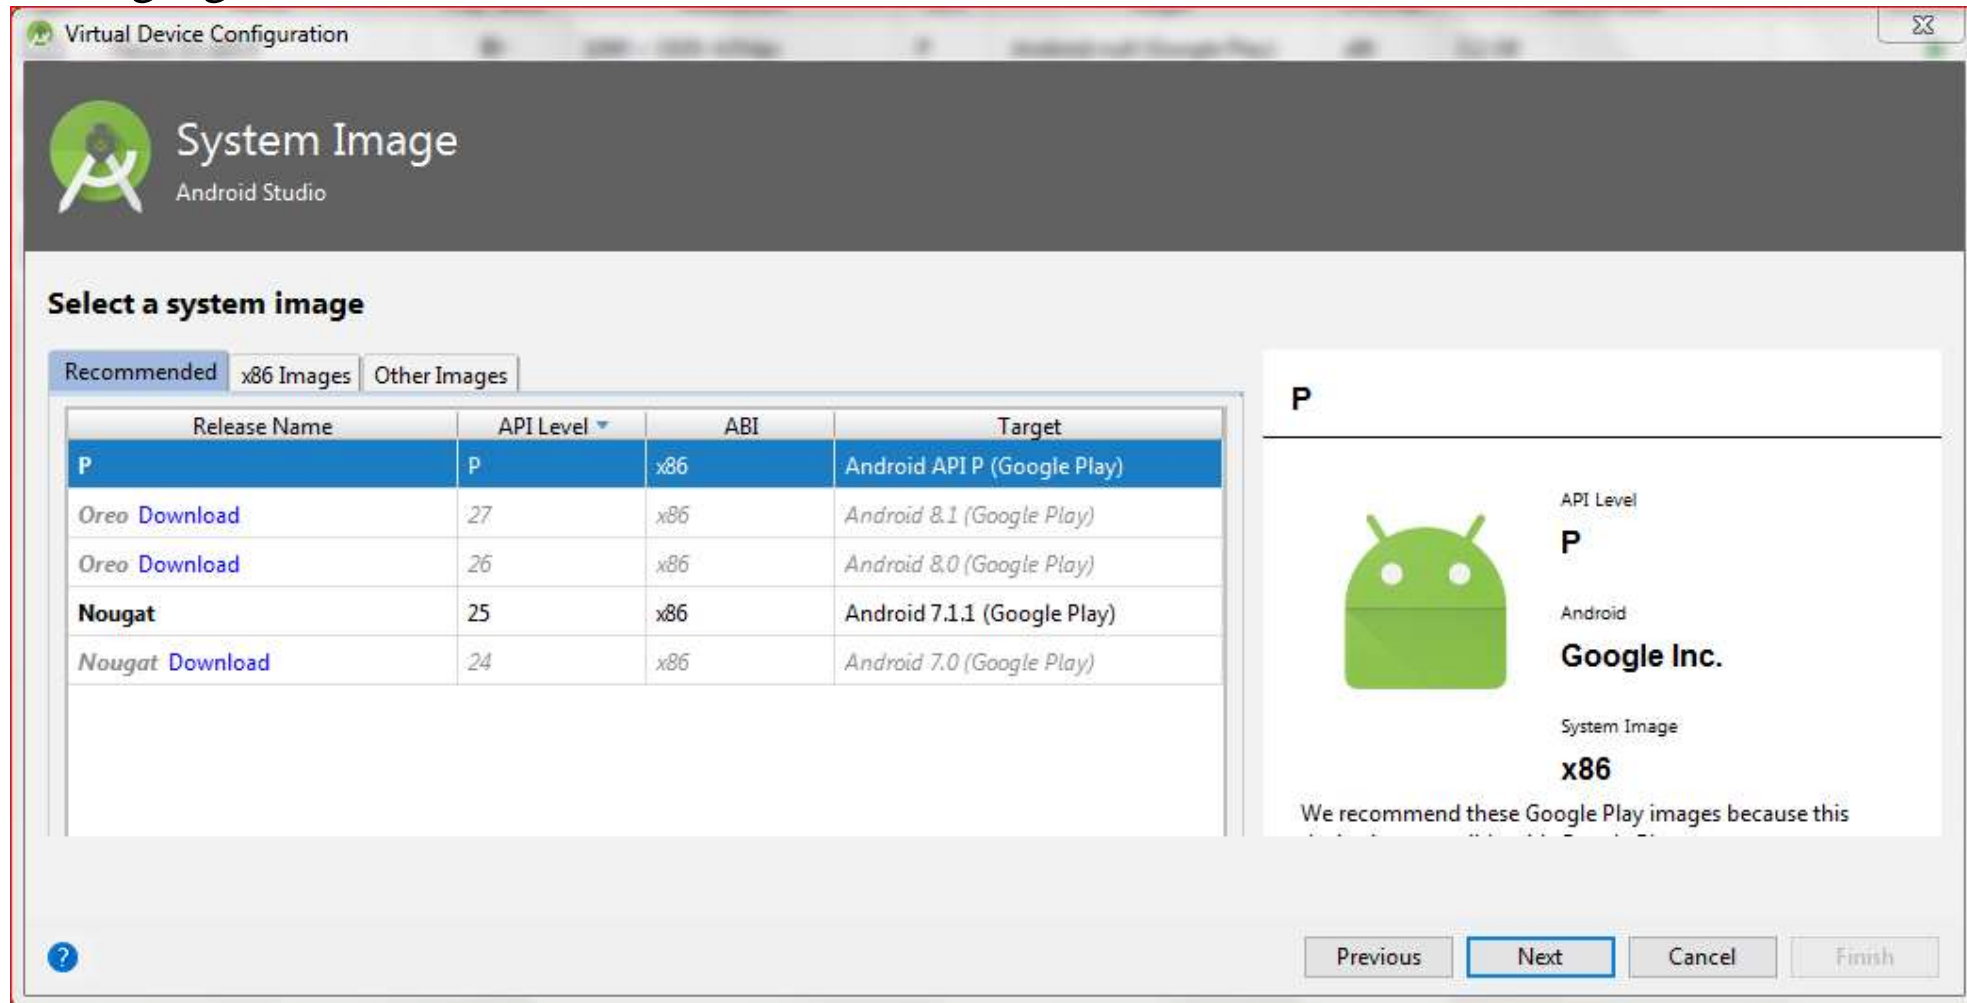 Virtual Device Configuration
System Image
Android Studio
Select a system image
Recommended x86 Images Other Images
Release Name API Level ABI Target
P P x86 Android API P (Google Play)
Oreo Download 27 x86 Android 8.1 (Google Play)
Oreo Download 26 x86 Android 8.0 (Google Play)
Nougat 25 x86 Android 7.1.1 (Google Play)
Nougat Download 24 x86 Android 7.0 (Google Play)
P
API Level
P
Android
Google Inc.
System Image
x86
We recommend these Google Play images because this
? Previous Next Cancel Finish